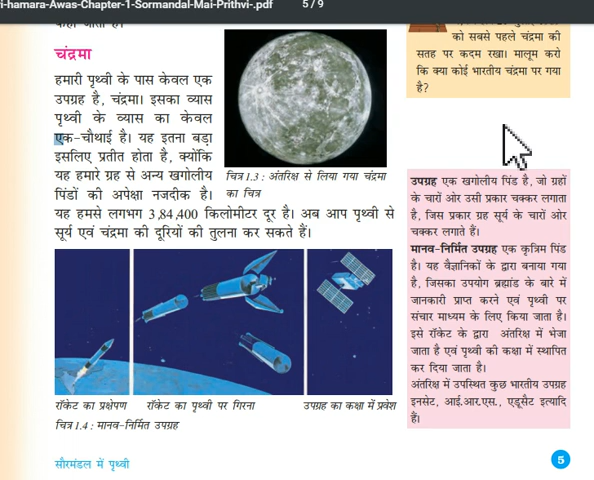 i-hamara-Awas-Chapter-1-Sormandal-Mai-Prithvi-.pdf 5 / 9
चंद्रमा
हमारी पृथ्वी के पास केवल एक
उपग्रह है, चंद्रमा। इसका व्यास
पृथ्वी के व्यास का केवल
एक-चौथाई है। यह इतना बड़ा
इसलिए प्रतीत होता है, क्योंकि
यह हमारे ग्रह से अन्य खगोलीय
पिंडों की अपेक्षा नजदीक है।
यह हमसे लगभग 3,84,400 किलोमीटर दूर है। अब आप पृथ्वी से
सूर्य एवं चंद्रमा की दूरियों की तुलना कर सकते हैं।
चित्र 1.3 : अंतरिक्ष से लिया गया चंद्रमा
का चित्र
रॉकेट का प्रक्षेपण
रॉकेट का पृथ्वी पर गिरना
उपग्रह का कक्षा में प्रवेश
चित्र 1.4 : मानव-निर्मित उपग्रह
को सबसे पहले चंद्रमा की
सतह पर कदम रखा। मालूम करो
कि क्या कोई भारतीय चंद्रमा पर गया
है?
उपग्रह एक खगोलीय पिंड है, जो ग्रहों
के चारों ओर उसी प्रकार चक्कर लगाता
है, जिस प्रकार ग्रह सूर्य के चारों ओर
चक्कर लगाते हैं।
मानव-निर्मित उपग्रह एक कृत्रिम पिंड
है। यह वैज्ञानिकों के द्वारा बनाया गया
है, जिसका उपयोग ब्रह्मांड के बारे में
जानकारी प्राप्त करने एवं पृथ्वी पर
संचार माध्यम के लिए किया जाता है।
इसे रॉकेट के द्वारा अंतरिक्ष में भेजा
जाता है एवं पृथ्वी की कक्षा में स्थापित
कर दिया जाता है।
अंतरिक्ष में उपस्थित कुछ भारतीय उपग्रह
इनसेट, आई.आर.एस., एडूसैट इत्यादि
हैं।
सौरमंडल में पृथ्वी
5